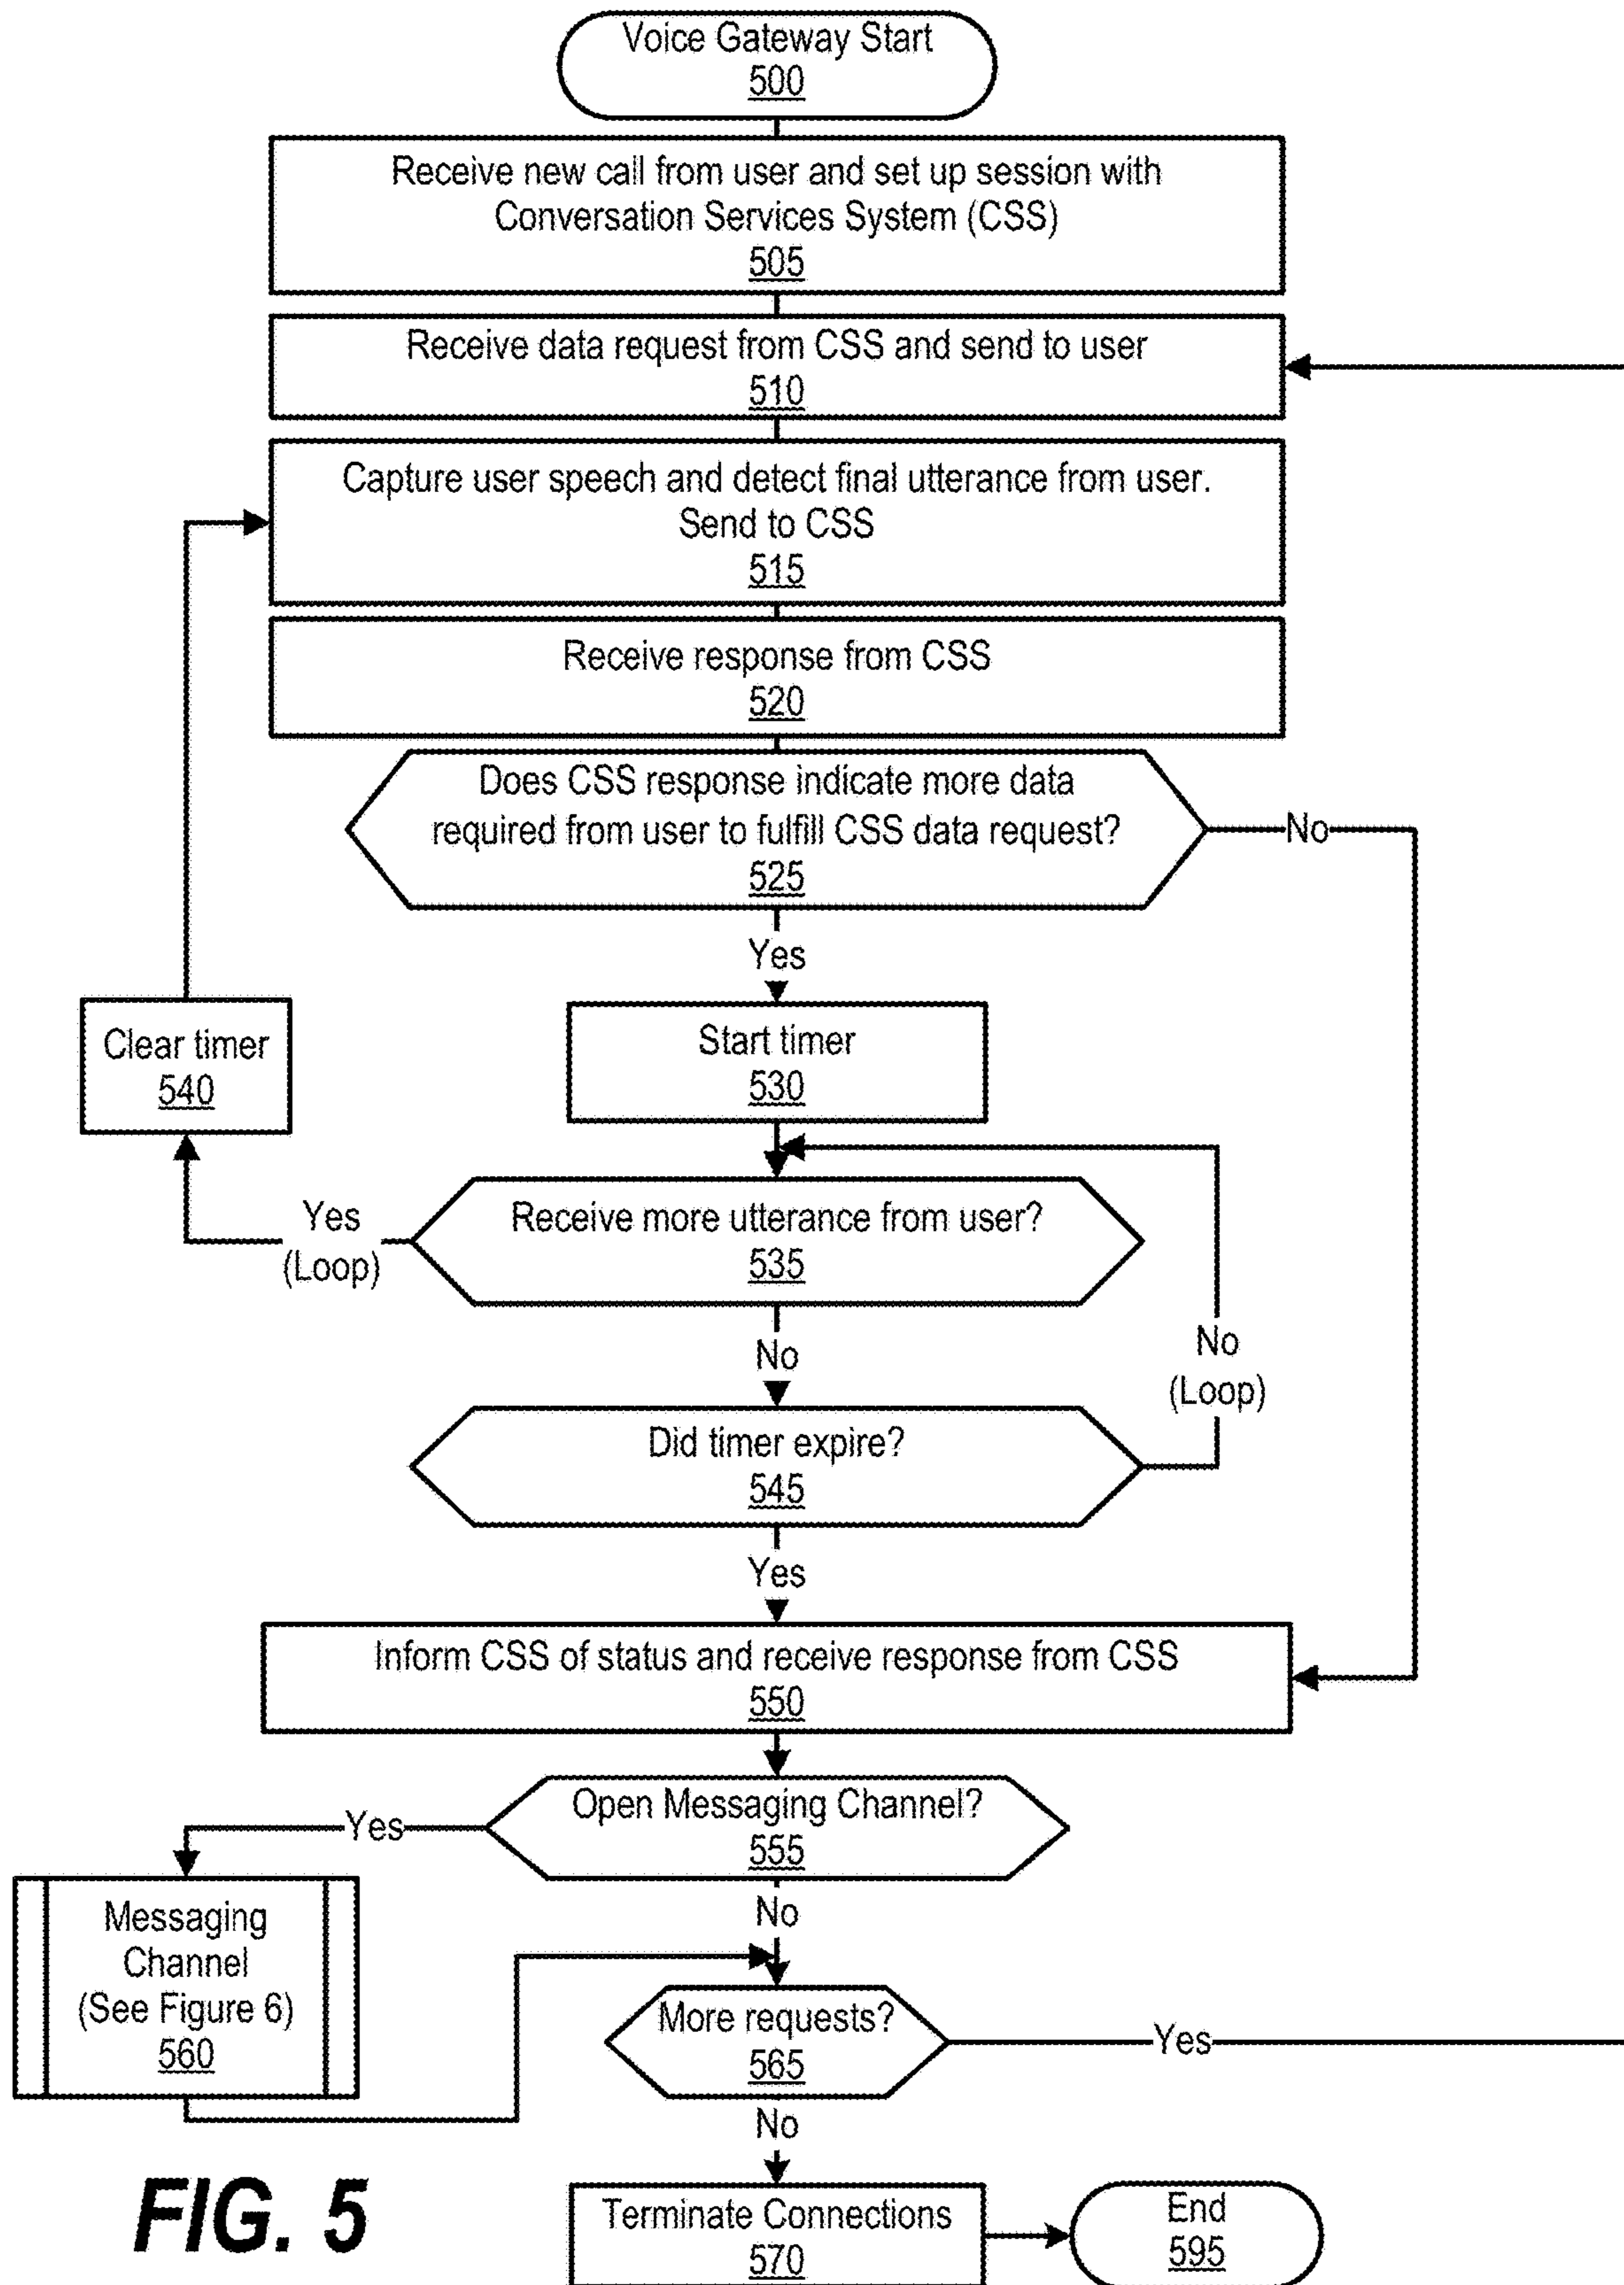 Voice Gateway Start
500
Receive new call from user and set up session with
Conversation Services System (CSS)
505
Receive data request from CSS and send to user
510
Capture user speech and detect final utterance from user.
Send to CSS
515
Receive response from CSS
520
Does CSS response indicate more data
required from user to fulfill CSS data request?
525
No
Yes
Clear timer
540
Start timer
530
Receive more utterance from user?
535
Yes
(Loop)
No
No
(Loop)
Did timer expire?
545
Yes
Inform CSS of status and receive response from CSS
550
Open Messaging Channel?
555
Yes
No
Messaging
Channel
(See Figure 6)
560
More requests?
565
Yes
No
Terminate Connections
570
End
595
FIG. 5